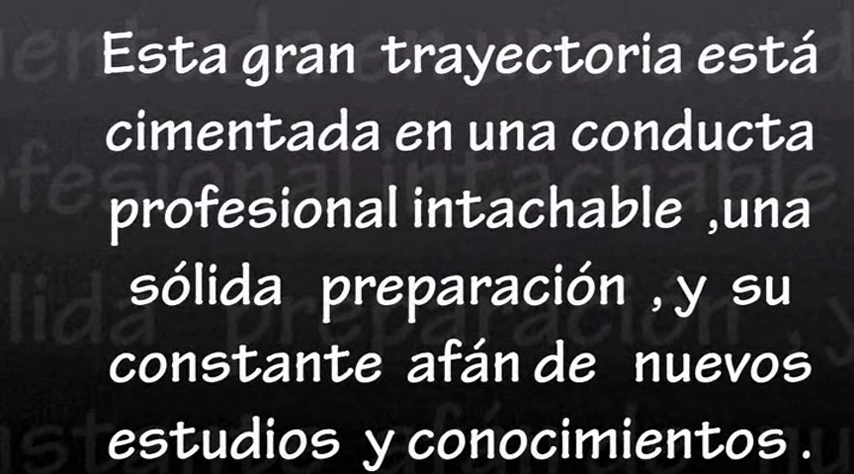 Esta gran trayectoria está
cimentada en una conducta
profesional intachable ,una
sólida preparación , y su
constante afán de nuevos
estudios y conocimientos .